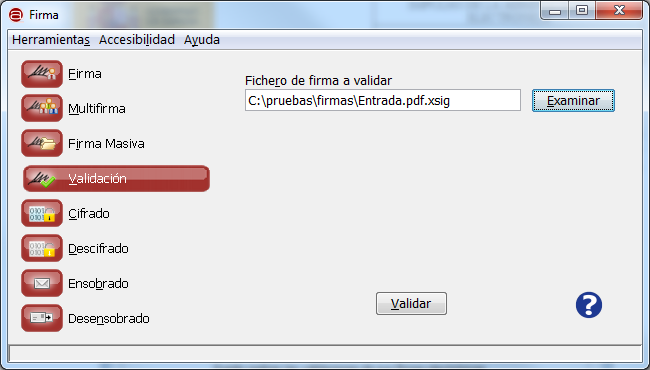 Firma
Herramientas Accesibilidad Ayuda
Firma
Multifirma
Firma Masiva
Validación
Cifrado
Descifrado
Ensobrado
Desensobrado
Fichero de firma a validar
C:\pruebas\firmas\Entrada.pdf.xsig
Examinar
Validar
?